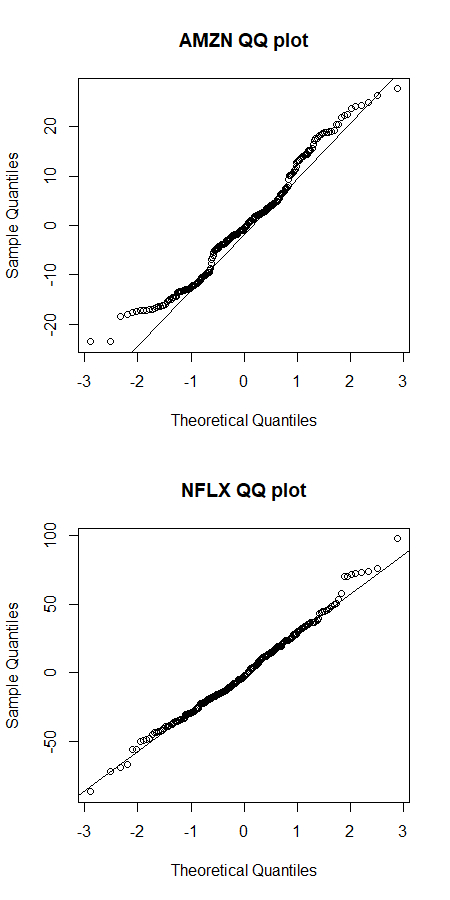 AMZN QQ plot
20
10
0
-10
-20
Sample Quantiles
-3 -2 -1 0 1 2 3
Theoretical Quantiles
NFLX QQ plot
100
50
0
-50
Sample Quantiles
-3 -2 -1 0 1 2 3
Theoretical Quantiles